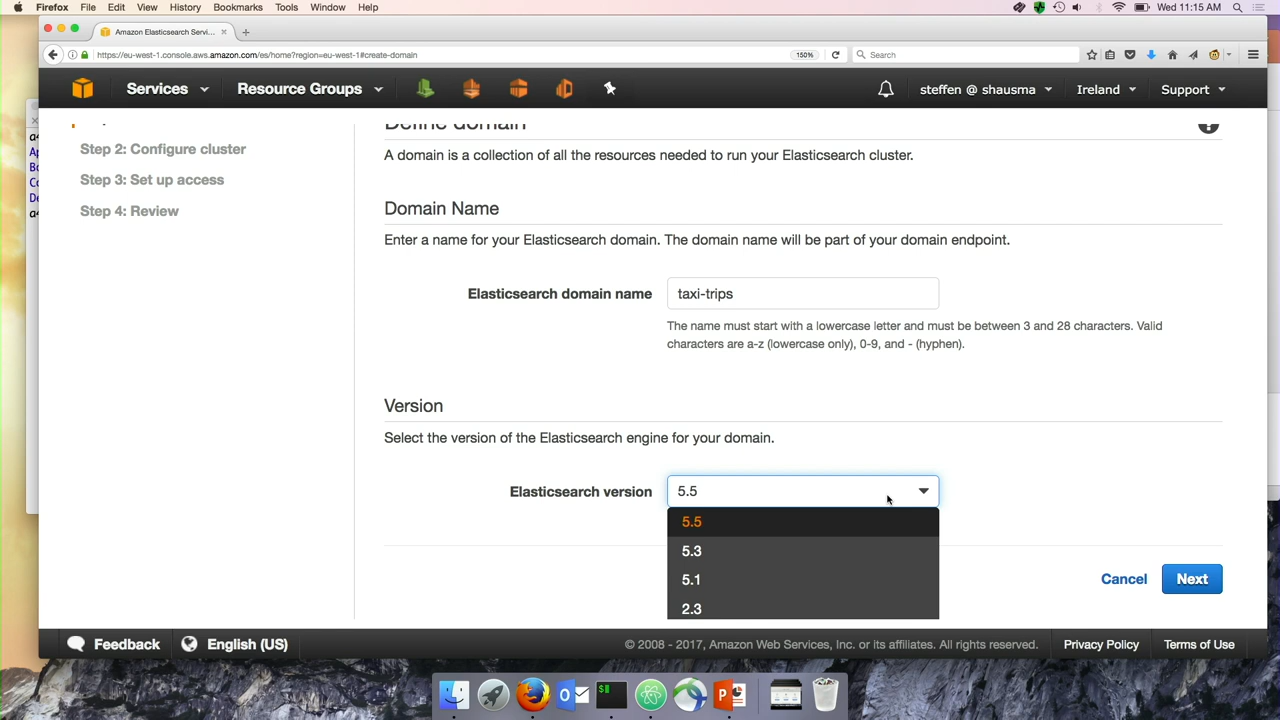 Firefox File Edit View History Bookmarks Tools Window Help
Wed 11:15 AM
Amazon Elasticsearch Servi...
https://eu-west-1.console.aws.amazon.com/es/home?region=eu-west-1#create-domain
150%
Search
Services
Resource Groups
steffen @ shausma
Ireland
Support
Define domain
Step 2: Configure cluster
Step 3: Set up access
Step 4: Review
A domain is a collection of all the resources needed to run your Elasticsearch cluster.
Domain Name
Enter a name for your Elasticsearch domain. The domain name will be part of your domain endpoint.
Elasticsearch domain name
taxi-trips
The name must start with a lowercase letter and must be between 3 and 28 characters. Valid
characters are a-z (lowercase only), 0-9, and - (hyphen).
Version
Select the version of the Elasticsearch engine for your domain.
Elasticsearch version
5.5
5.5
5.3
5.1
2.3
Cancel
Next
Feedback
English (US)
© 2008 - 2017, Amazon Web Services, Inc. or its affiliates. All rights reserved.
Privacy Policy
Terms of Use